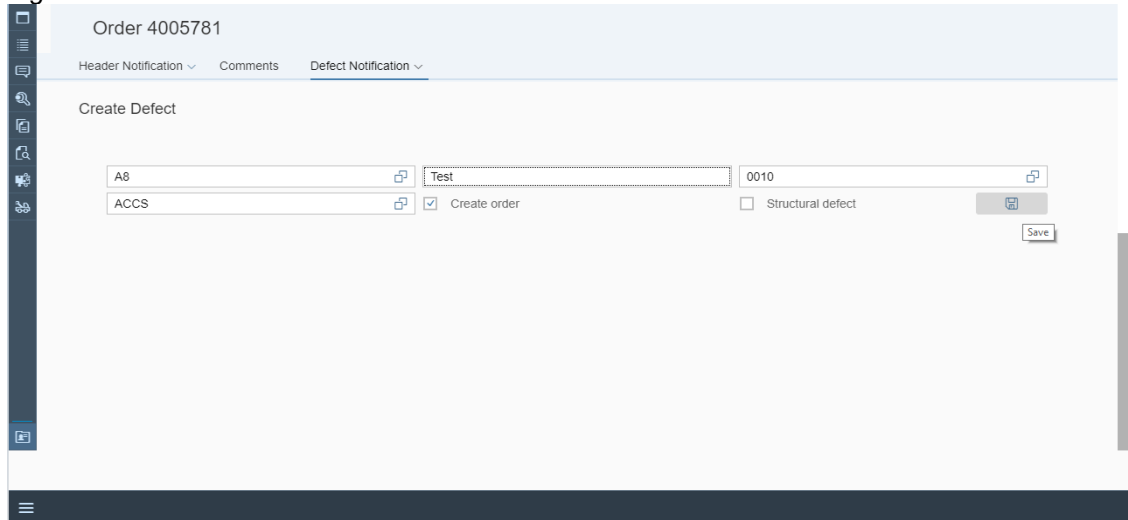 Order 4005781
Header Notification Comments Defect Notification
Create Defect
A8 Test 0010
ACCS Create order Structural defect
Save